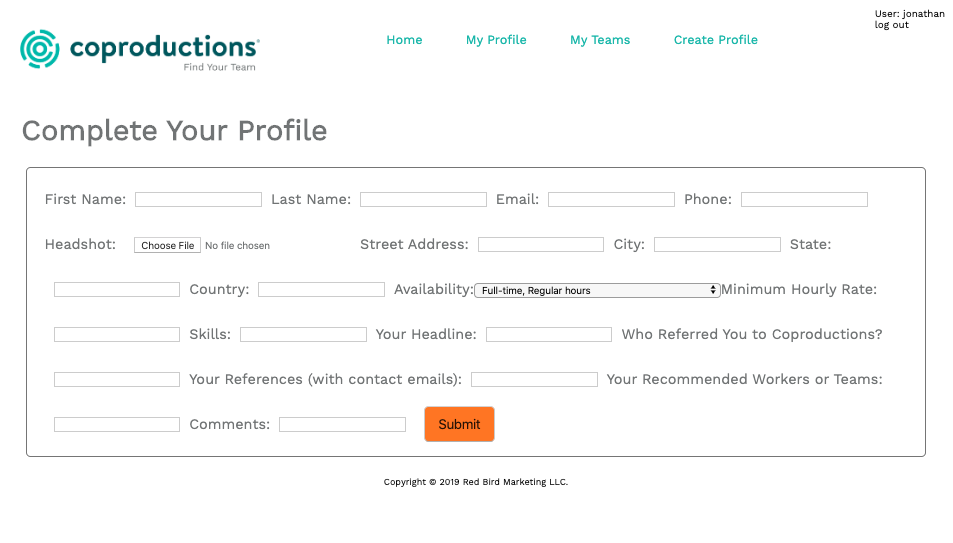 User: jonathan
log out
coproductions
Find Your Team
Home My Profile My Teams Create Profile
Complete Your Profile
First Name: Last Name: Email: Phone:
Headshot: Choose File No file chosen Street Address: City: State:
Country: Availability: Full-time, Regular hours Minimum Hourly Rate:
Skills: Your Headline: Who Referred You to Coproductions?
Your References (with contact emails): Your Recommended Workers or Teams:
Comments: Submit
Copyright © 2019 Red Bird Marketing LLC.